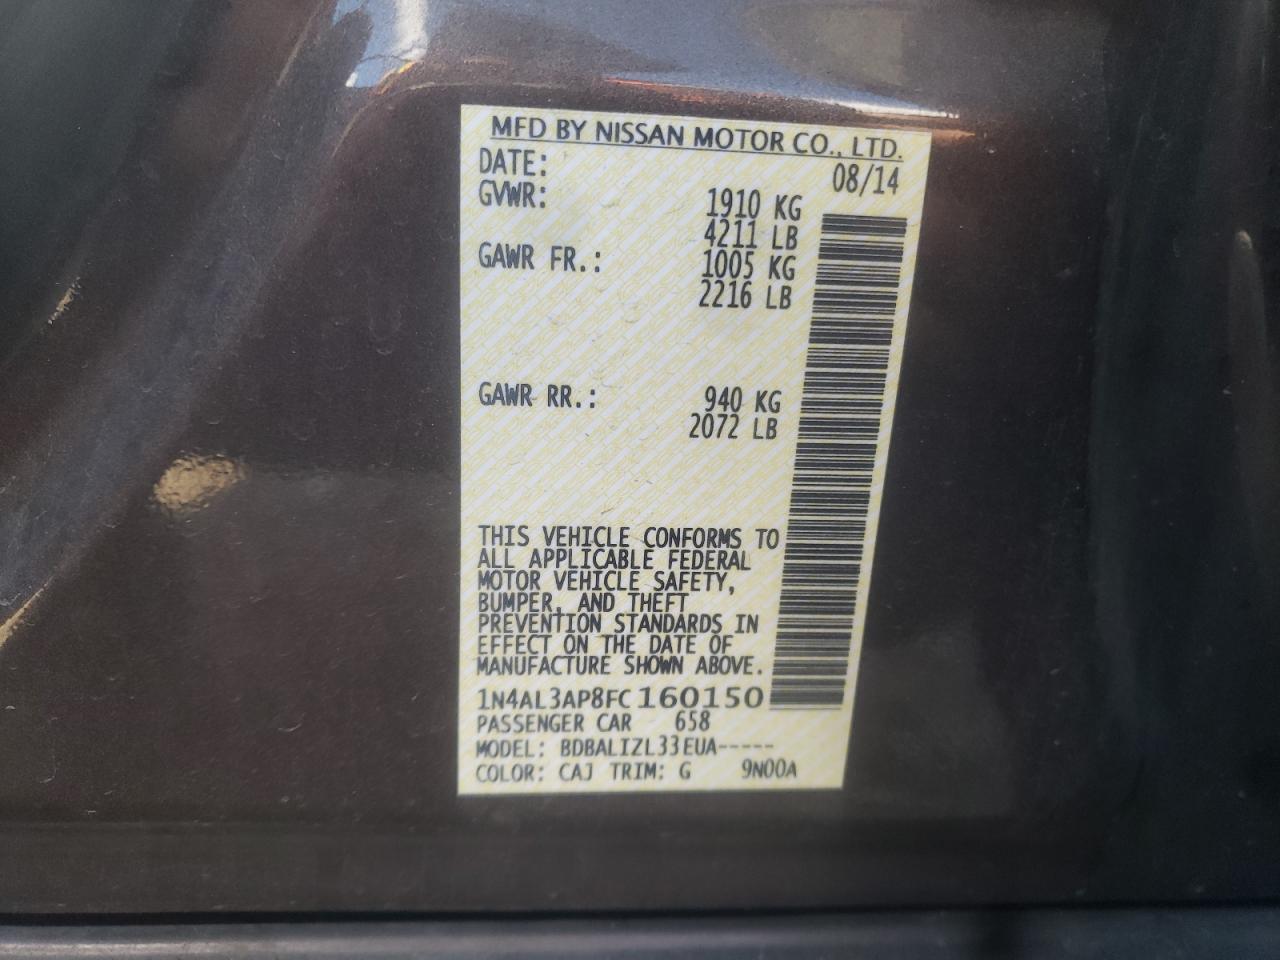 MFD BY NISSAN MOTOR CO., LTD.
DATE: 08/14
GVWR: 1910 KG
4211 LB
GAWR FR.: 1005 KG
2216 LB
GAWR RR.: 940 KG
2072 LB
THIS VEHICLE CONFORMS TO
ALL APPLICABLE FEDERAL
MOTOR VEHICLE SAFETY,
BUMPER, AND THEFT
PREVENTION STANDARDS IN
EFFECT ON THE DATE OF
MANUFACTURE SHOWN ABOVE.
1N4AL3AP8FC160150
PASSENGER CAR 658
MODEL: BDBALIZL33EUA-----
COLOR: CAJ TRIM: G 9N00A